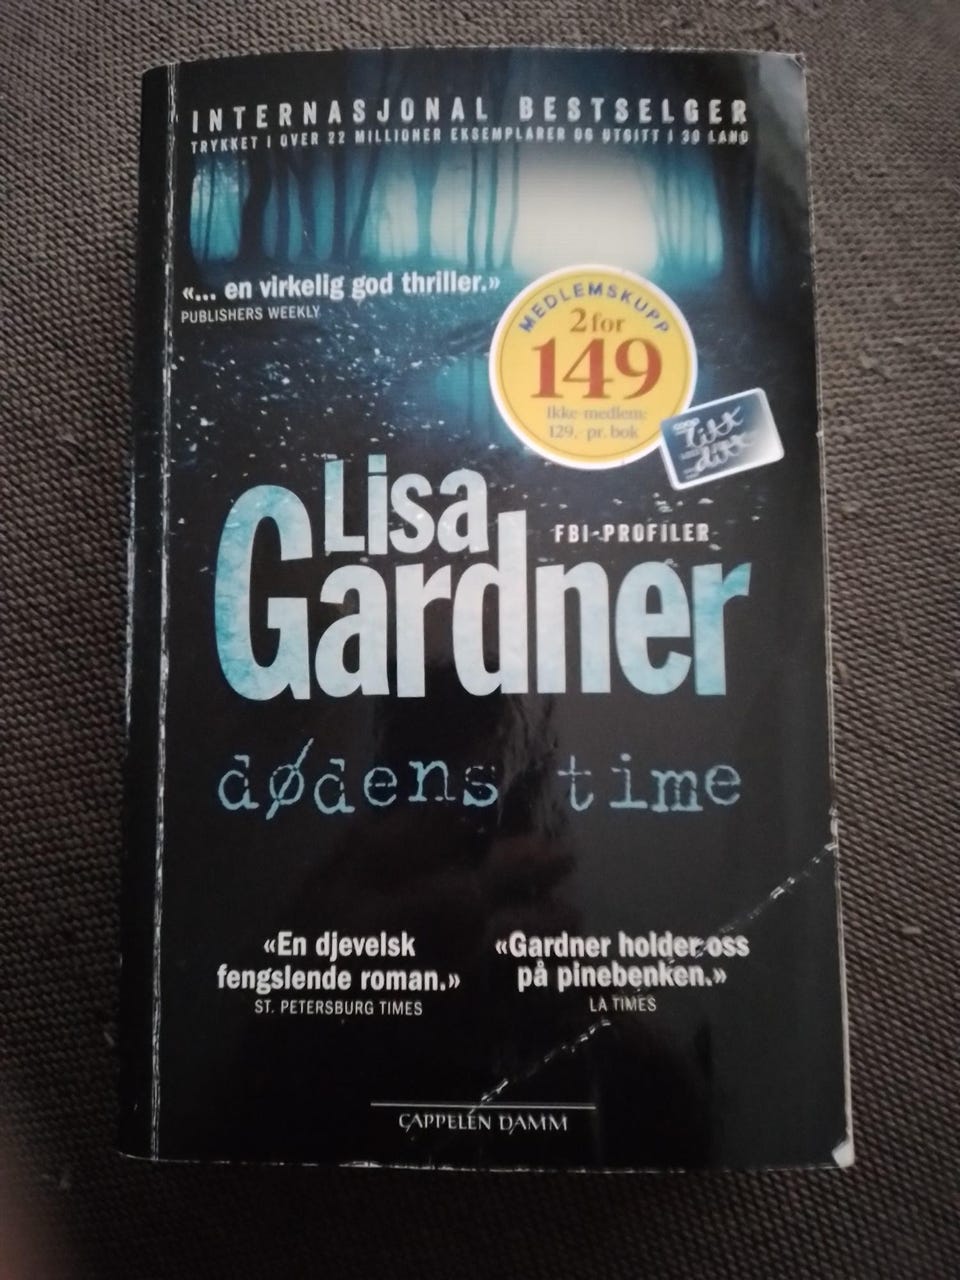 INTERNASJONAL BESTSELGER
TRYKKET I OVER 22 MILLIONER EKSEMPLARER OG UTGITT I 30 LAND
«... en virkelig god thriller.»
PUBLISHERS WEEKLY
MEDLEMSKUPP
2 for
149
Ikke-medlem:
129,- pr. bok
coop
Lisa
FBI-PROFILER
Gardner
dødens time
«En djevelsk
fengslende roman.»
ST. PETERSBURG TIMES
«Gardner holder oss
på pinebenken.»
LA TIMES
CAPPELEN DAMM